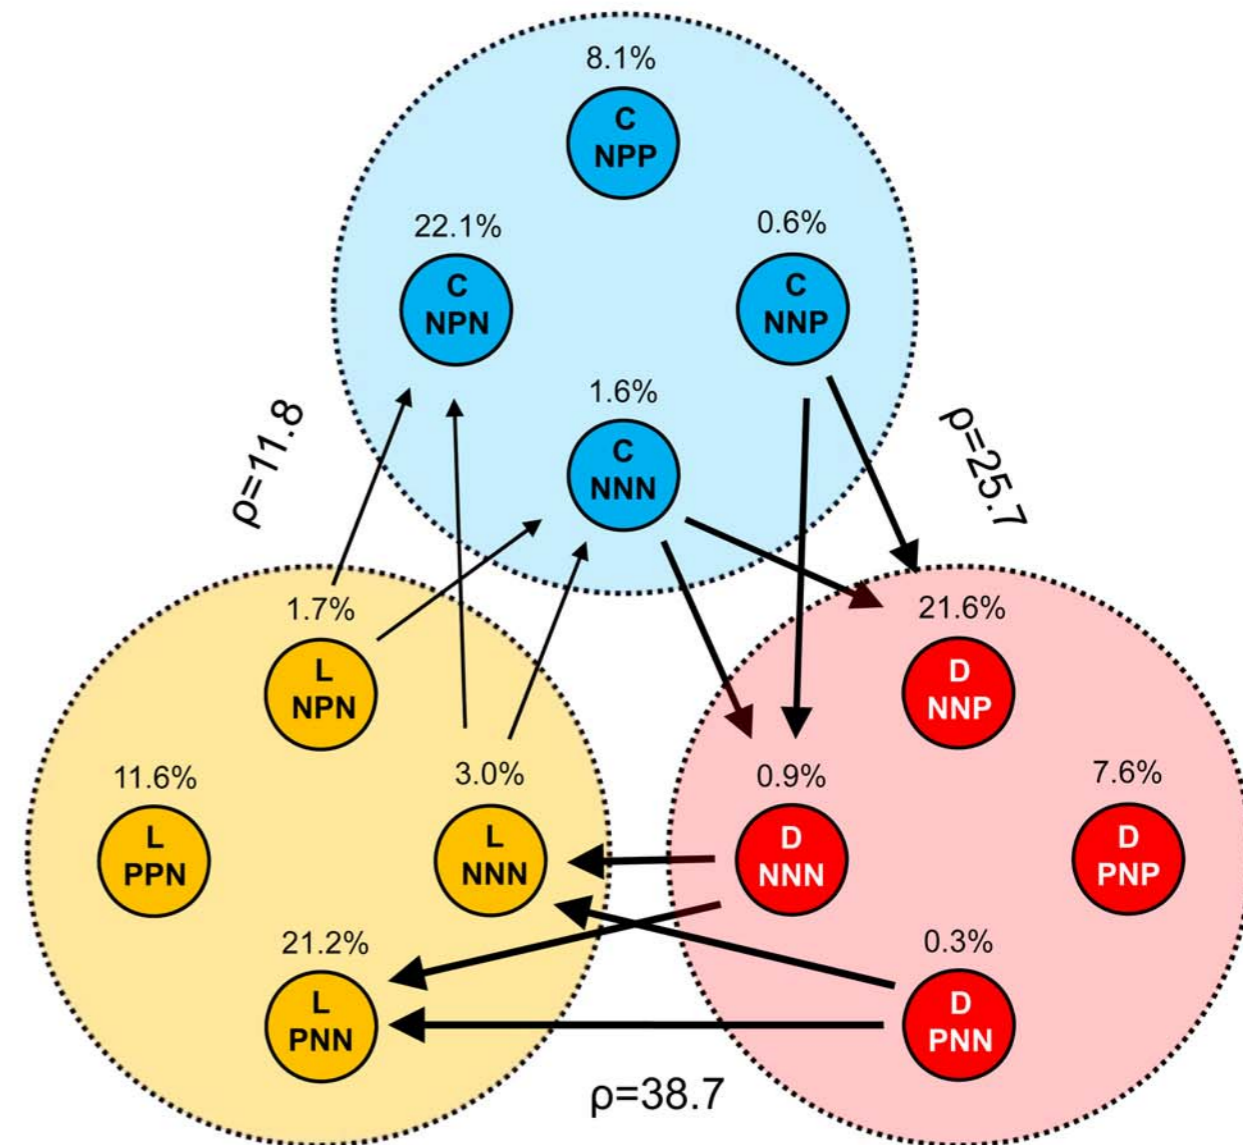 8.1%
C
NPP
22.1%
C
NPN
0.6%
C
NNP
1.6%
C
NNN
ρ=11.8
ρ=25.7
1.7%
L
NPN
11.6%
L
PPN
3.0%
L
NNN
21.2%
L
PNN
21.6%
D
NNP
0.9%
D
NNN
7.6%
D
PNP
0.3%
D
PNN
ρ=38.7